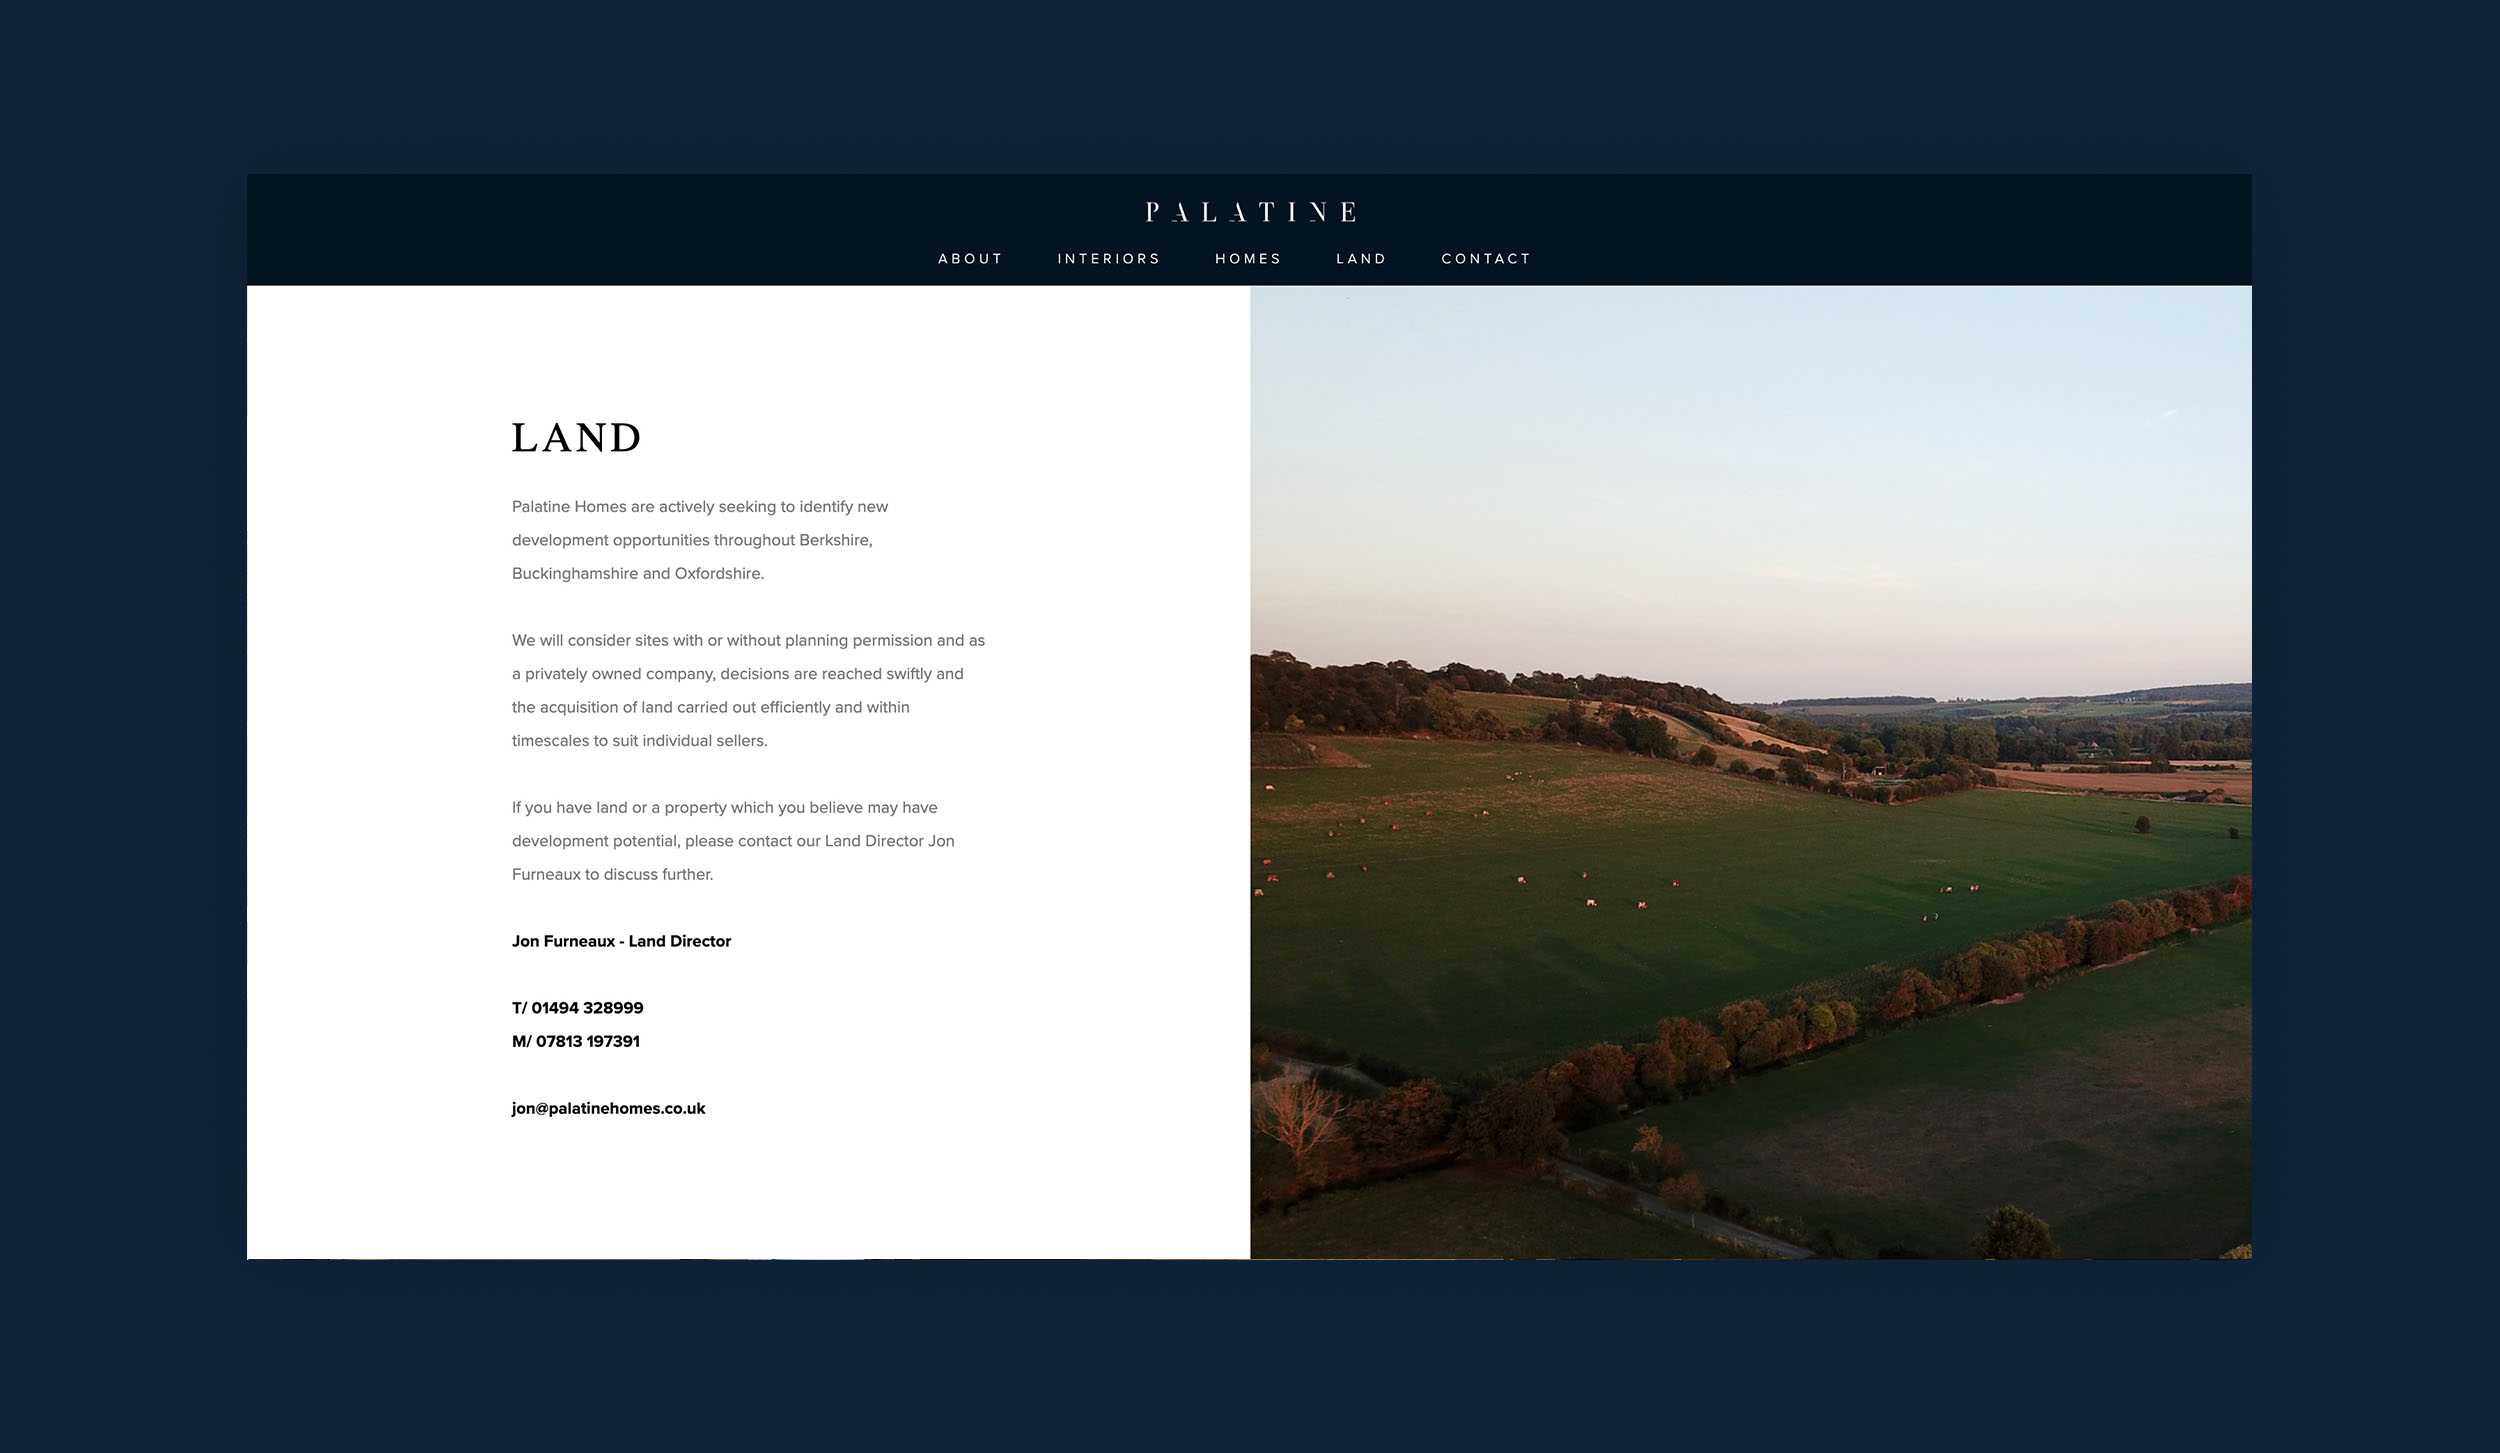 PALATINE
ABOUT INTERIORS HOMES LAND CONTACT
LAND
Palatine Homes are actively seeking to identify new
development opportunities throughout Berkshire,
Buckinghamshire and Oxfordshire.
We will consider sites with or without planning permission and as
a privately owned company, decisions are reached swiftly and
the acquisition of land carried out efficiently and within
timescales to suit individual sellers.
If you have land or a property which you believe may have
development potential, please contact our Land Director Jon
Furneaux to discuss further.
Jon Furneaux - Land Director
T/ 01494 328999
M/ 07813 197391
jon@palatinehomes.co.uk